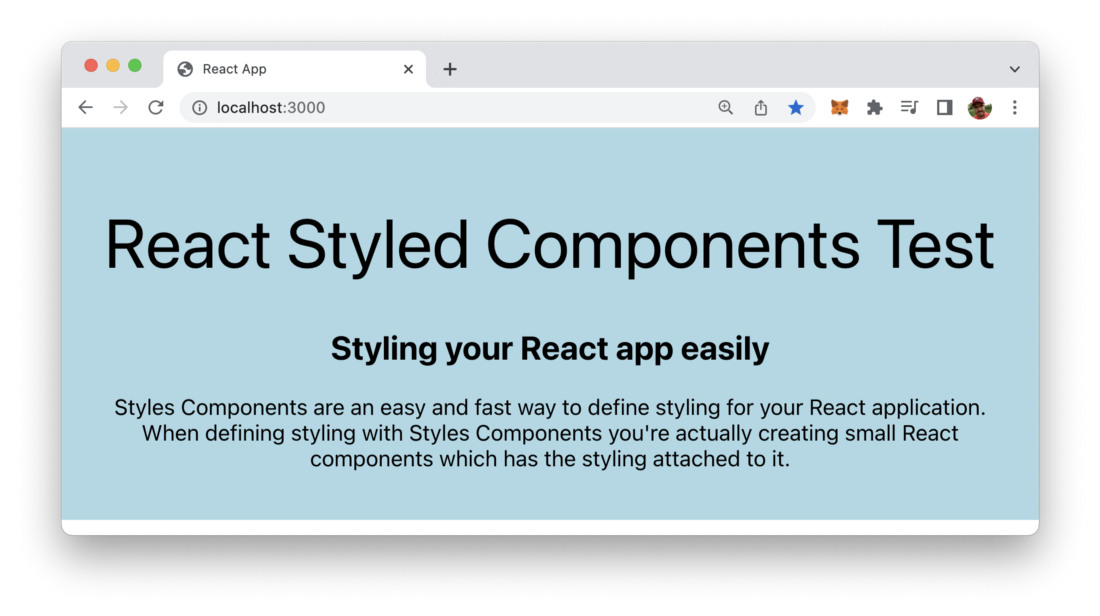 React App
localhost:3000
React Styled Components Test
Styling your React app easily
Styles Components are an easy and fast way to define styling for your React application.
When defining styling with Styles Components you're actually creating small React
components which has the styling attached to it.